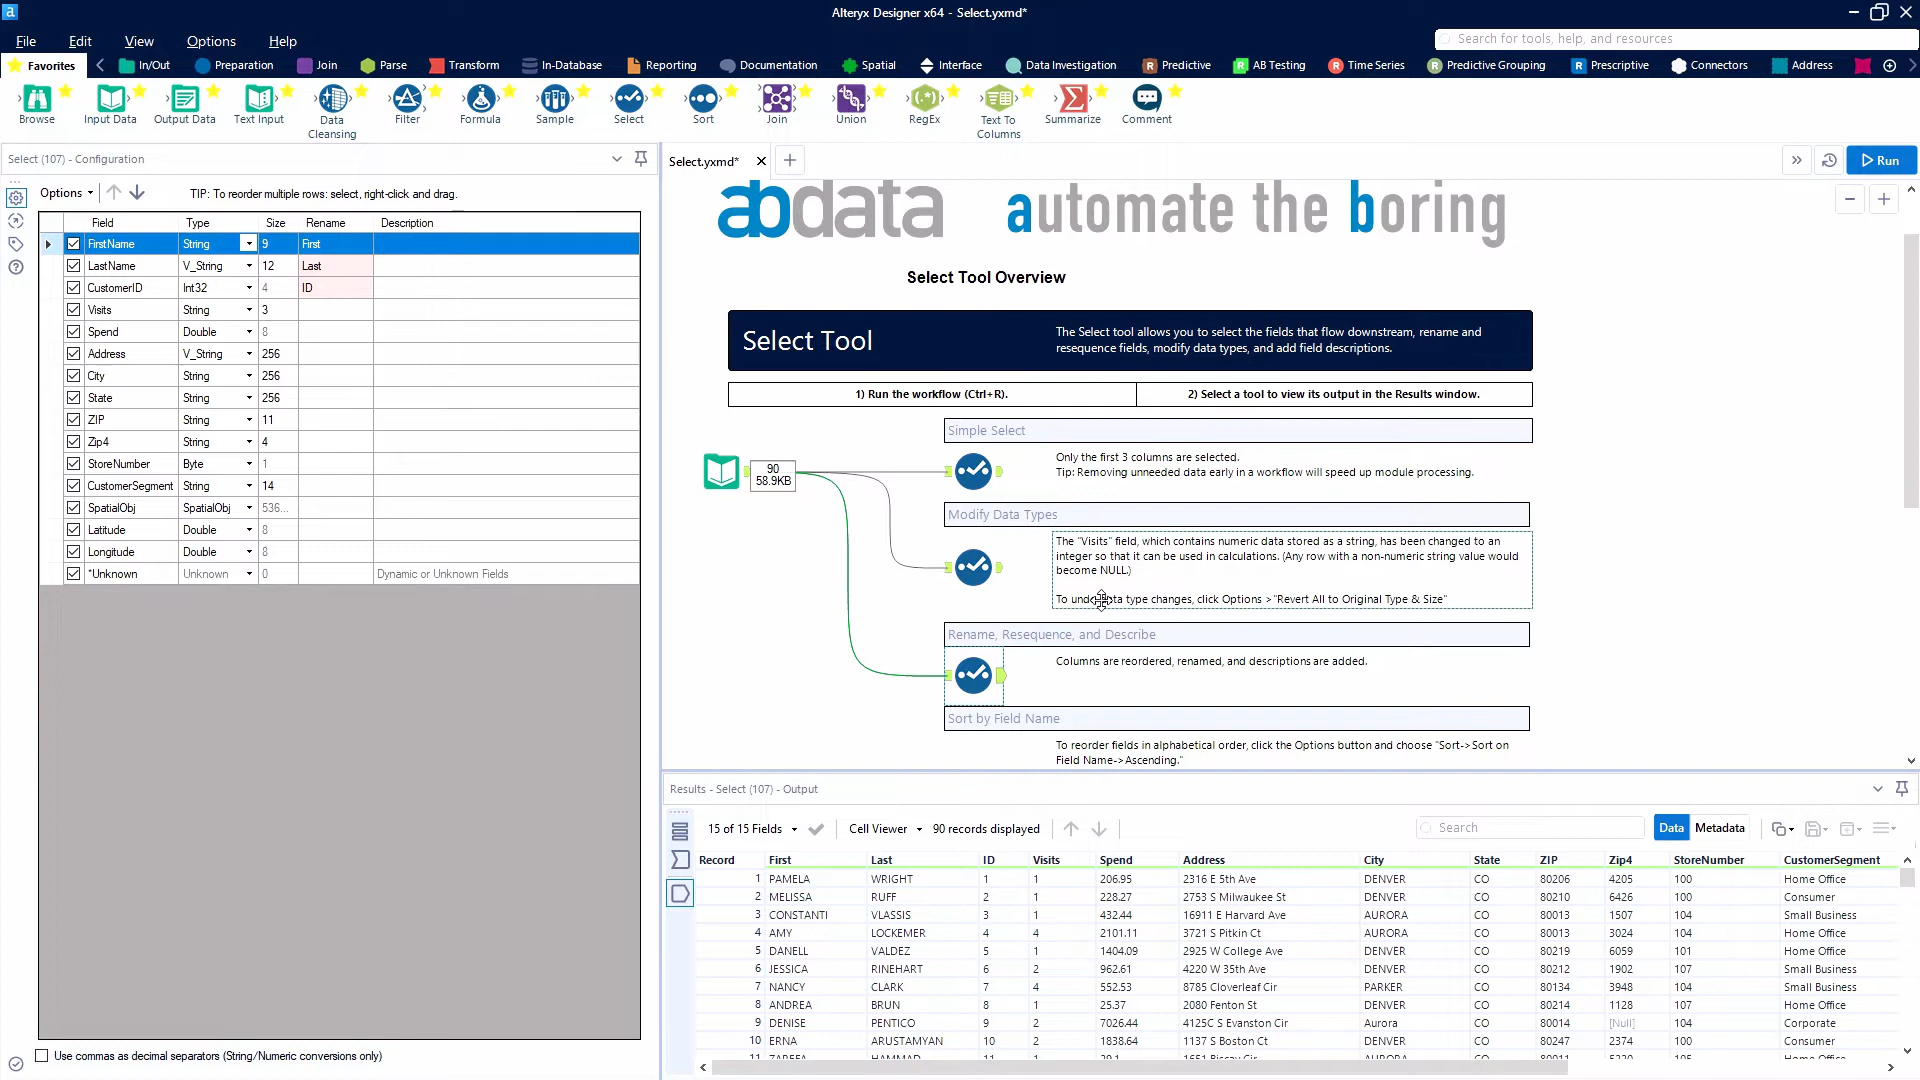 Alteryx Designer x64 - Select.yxmd*
File Edit View Options Help
Search for tools, help, and resources
Favorites In/Out Preparation Join Parse Transform In-Database Reporting Documentation Spatial Interface Data Investigation Predictive AB Testing Time Series Predictive Grouping Prescriptive Connectors Address
Browse Input Data Output Data Text Input Data Cleansing Filter Formula Sample Select Sort Join Union RegEx Text To Columns Summarize Comment
Select (107) - Configuration
Options TIP: To reorder multiple rows: select, right-click and drag.
Field Type Size Rename Description
FirstName String 9 First
LastName V_String 12 Last
CustomerID Int32 4 ID
Visits String 3
Spend Double 8
Address V_String 256
City String 256
State String 256
ZIP String 11
Zip4 String 4
StoreNumber Byte 1
CustomerSegment String 14
SpatialObj SpatialObj 536...
Latitude Double 8
Longitude Double 8
*Unknown Unknown 0 Dynamic or Unknown Fields
Use commas as decimal separators (String/Numeric conversions only)
Select.yxmd*
Run
abdata automate the boring
Select Tool Overview
Select Tool
The Select tool allows you to select the fields that flow downstream, rename and
resequence fields, modify data types, and add field descriptions.
1) Run the workflow (Ctrl+R). 2) Select a tool to view its output in the Results window.
Simple Select
90
58.9KB
Only the first 3 columns are selected.
Tip: Removing unneeded data early in a workflow will speed up module processing.
Modify Data Types
The "Visits" field, which contains numeric data stored as a string, has been changed to an
integer so that it can be used in calculations. (Any row with a non-numeric string value would
become NULL.)
To type changes, click Options > "Revert All to Original Type & Size"
Rename, Resequence, and Describe
Columns are reordered, renamed, and descriptions are added.
Sort by Field Name
To reorder fields in alphabetical order, click the Options button and choose "Sort->Sort on
Field Name->Ascending."
Results - Select (107) - Output
15 of 15 Fields Cell Viewer 90 records displayed Search Data Metadata
Record First Last ID Visits Spend Address City State ZIP Zip4 StoreNumber CustomerSegment
1 PAMELA WRIGHT 1 1 206.95 2316 E 5th Ave DENVER CO 80206 4205 100 Home Office
2 MELISSA RUFF 2 1 228.27 2753 S Milwaukee St DENVER CO 80210 6426 100 Consumer
3 CONSTANTI VLASSIS 3 1 432.44 16911 E Harvard Ave AURORA CO 80013 1507 104 Small Business
4 AMY LOCKEMER 4 4 2101.11 3721 S Pitkin Ct AURORA CO 80013 3024 104 Small Business
5 DANELL VALDEZ 5 1 1404.09 2925 W College Ave DENVER CO 80219 6059 101 Home Office
6 JESSICA RINEHART 6 2 962.61 4220 W 35th Ave DENVER CO 80212 1902 107 Small Business
7 NANCY CLARK 7 4 552.53 8785 Cloverleaf Cir PARKER CO 80134 3948 104 Small Business
8 ANDREA BRUN 8 1 25.37 2080 Fenton St DENVER CO 80214 1128 107 Home Office
9 DENISE PENTICO 9 2 7026.44 4125C S Evanston Cir Aurora CO 80014 [Null] 104 Corporate
10 ERNA ARUSTAMYAN 10 2 1838.64 1137 S Boston Ct DENVER CO 80247 2374 100 Consumer